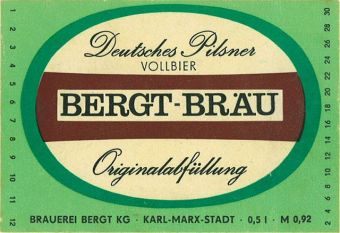 Deutsches Pilsner
VOLLBIER
BERGT-BRÄU
Originalabfüllung
BRAUEREI BERGT KG · KARL-MARX-STADT · 0,5 l · M 0,92
1 2 3 4 5 6 7 8 9 10 11 12
30 28 26 24 22 20 18 16 14 12 10 8 6 4 2